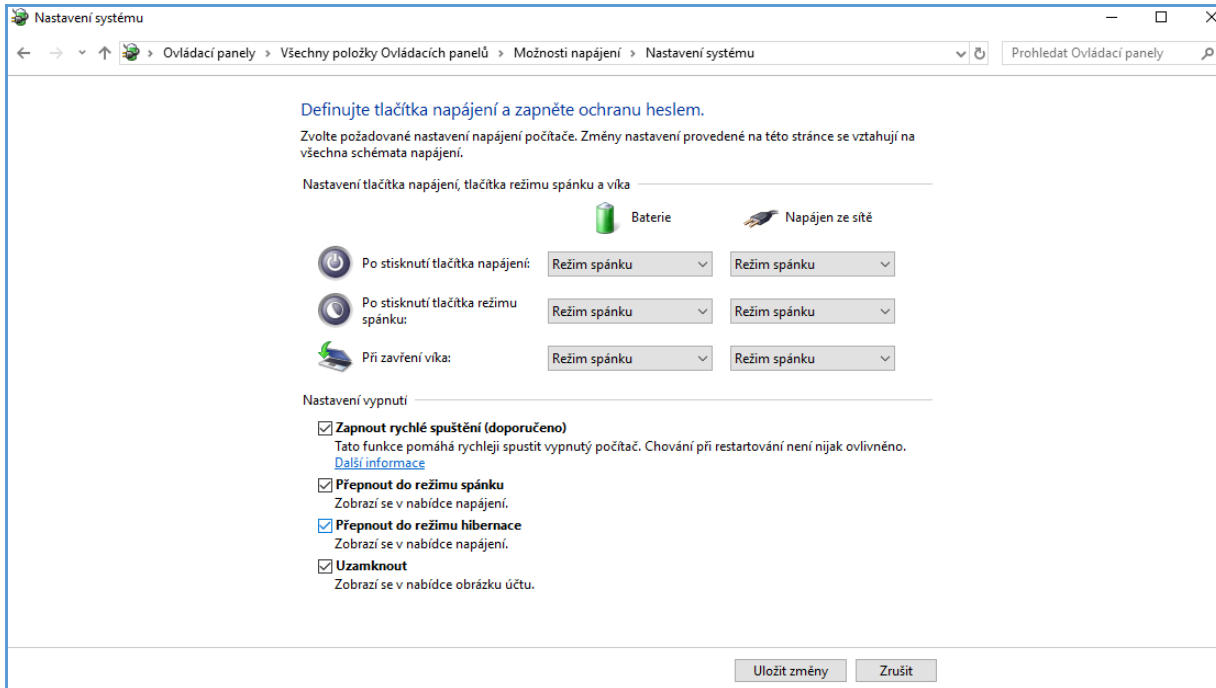 Nastavení systému
Ovládací panely > Všechny položky Ovládacích panelů > Možnosti napájení > Nastavení systému
Prohledat Ovládací panely
Definujte tlačítka napájení a zapněte ochranu heslem.
Zvolte požadované nastavení napájení počítače. Změny nastavení provedené na této stránce se vztahují na
všechna schémata napájení.
Nastavení tlačítka napájení, tlačítka režimu spánku a víka
Baterie
Napájen ze sítě
Po stisknutí tlačítka napájení:
Režim spánku
Režim spánku
Po stisknutí tlačítka režimu
spánku:
Režim spánku
Režim spánku
Při zavření víka:
Režim spánku
Režim spánku
Nastavení vypnutí
Zapnout rychlé spuštění (doporučeno)
Tato funkce pomáhá rychleji spustit vypnutý počítač. Chování při restartování není nijak ovlivněno.
Další informace
Přepnout do režimu spánku
Zobrazí se v nabídce napájení.
Přepnout do režimu hibernace
Zobrazí se v nabídce napájení.
Uzamknout
Zobrazí se v nabídce obrázku účtu.
Uložit změny
Zrušit